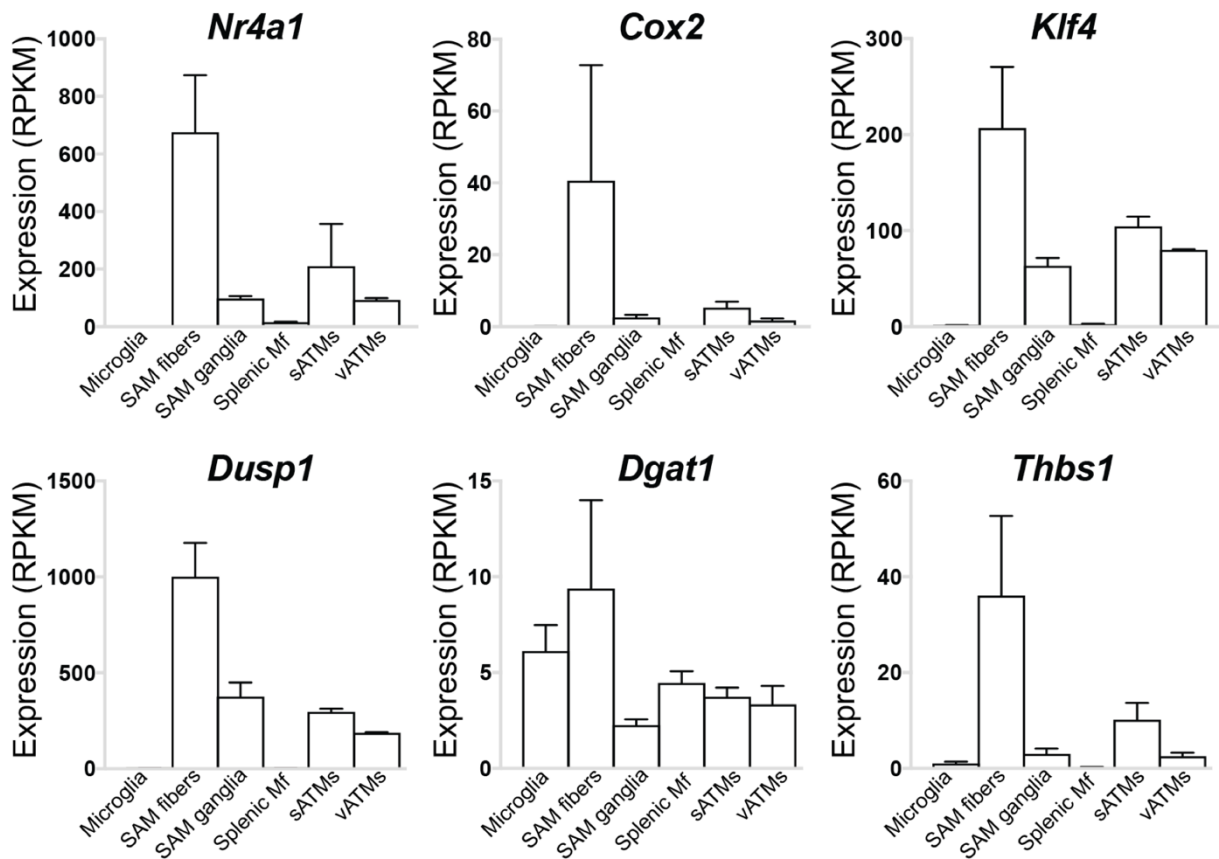 Nr4a1
Expression (RPKM)
1000
800
600
400
200
0
Microglia
SAM fibers
SAM ganglia
Splenic Mf
sATMs
vATMs
Cox2
Expression (RPKM)
80
60
40
20
0
Microglia
SAM fibers
SAM ganglia
Splenic Mf
sATMs
vATMs
Klf4
Expression (RPKM)
300
200
100
0
Microglia
SAM fibers
SAM ganglia
Splenic Mf
sATMs
vATMs
Dusp1
Expression (RPKM)
1500
1000
500
0
Microglia
SAM fibers
SAM ganglia
Splenic Mf
sATMs
vATMs
Dgat1
Expression (RPKM)
15
10
5
0
Microglia
SAM fibers
SAM ganglia
Splenic Mf
sATMs
vATMs
Thbs1
Expression (RPKM)
60
40
20
0
Microglia
SAM fibers
SAM ganglia
Splenic Mf
sATMs
vATMs